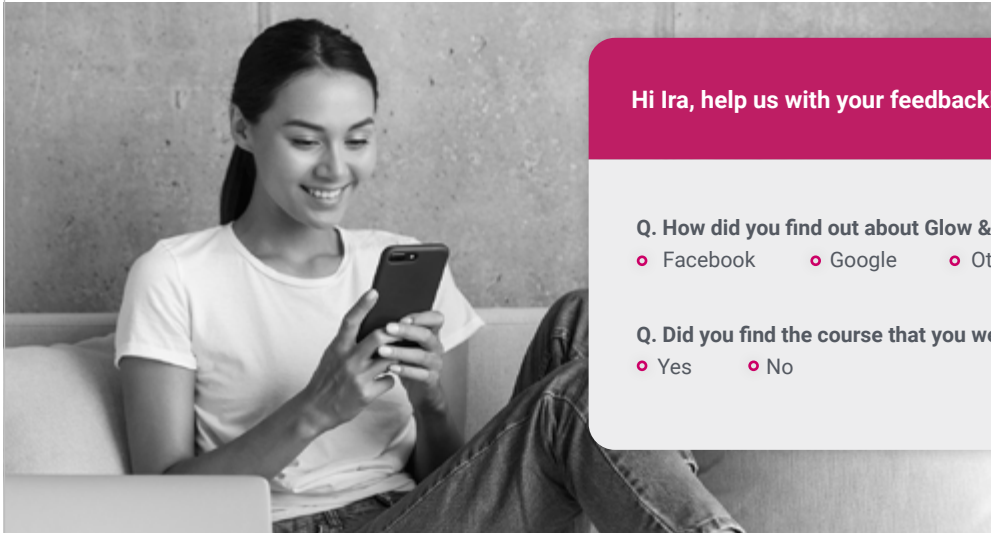 Hi Ira, help us with your feedback
Q. How did you find out about Glow &
Facebook Google
Q. Did you find the course that you
Yes No